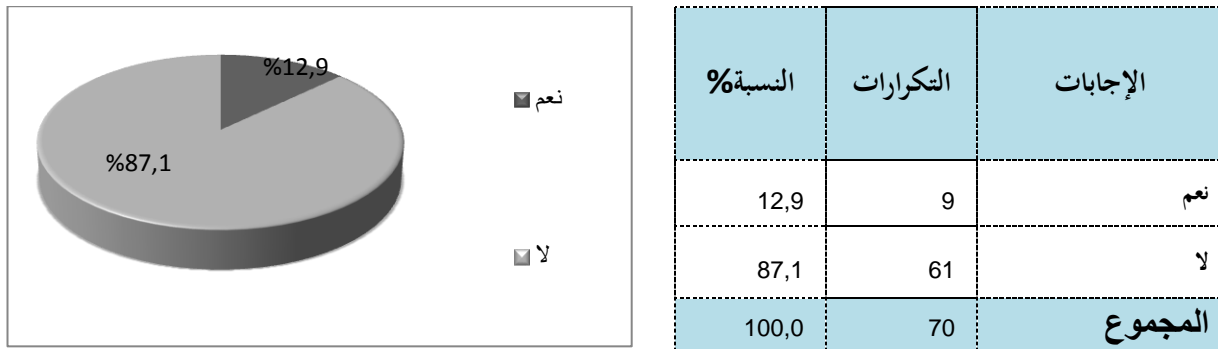 الإجابات التكرارات النسبة%
نعم 9 12,9
لا 61 87,1
المجموع 70 100,0
%12,9
%87,1
نعم
لا